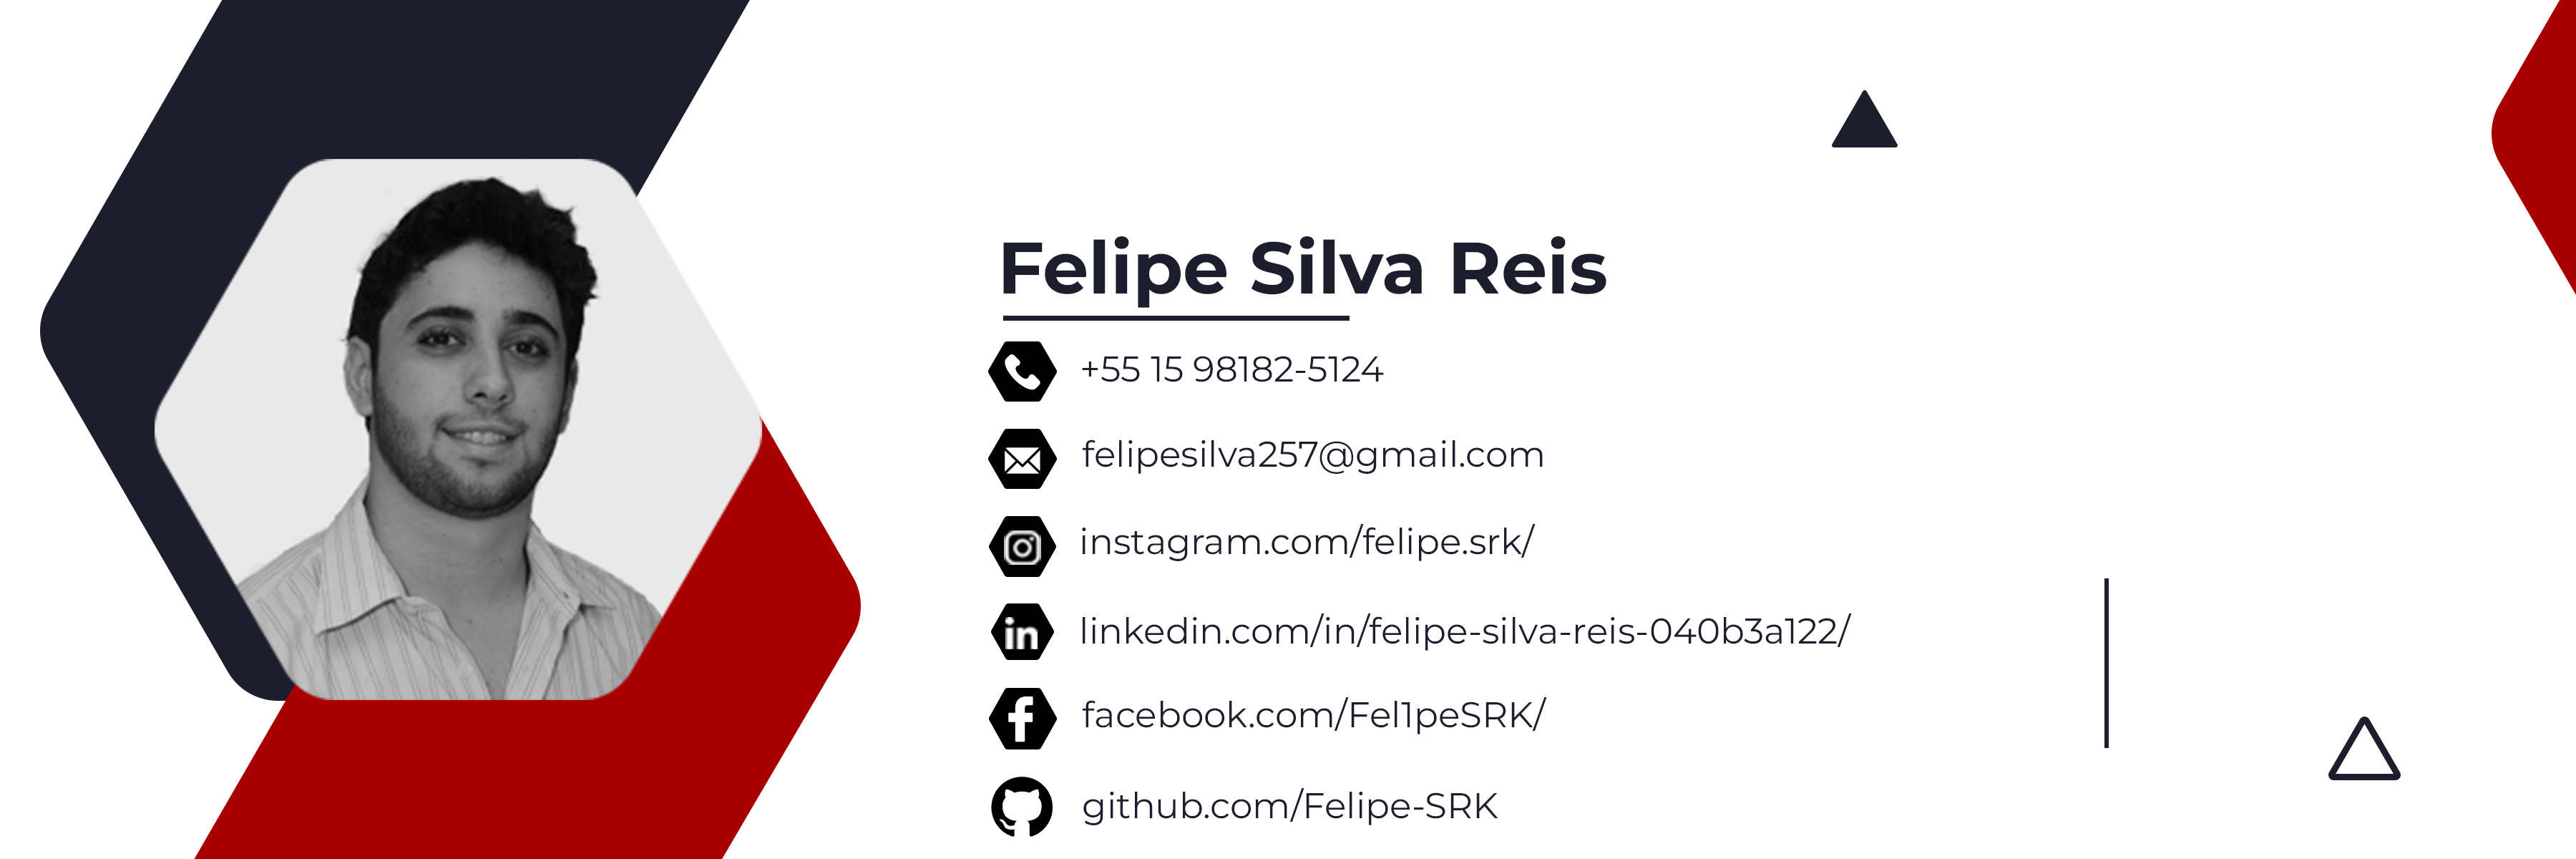 Felipe Silva Reis
+55 15 98182-5124
felipesilva257@gmail.com
instagram.com/felipe.srk/
in linkedin.com/in/felipe-silva-reis-040b3a122/
f facebook.com/Fel1peSRK/
github.com/Felipe-SRK